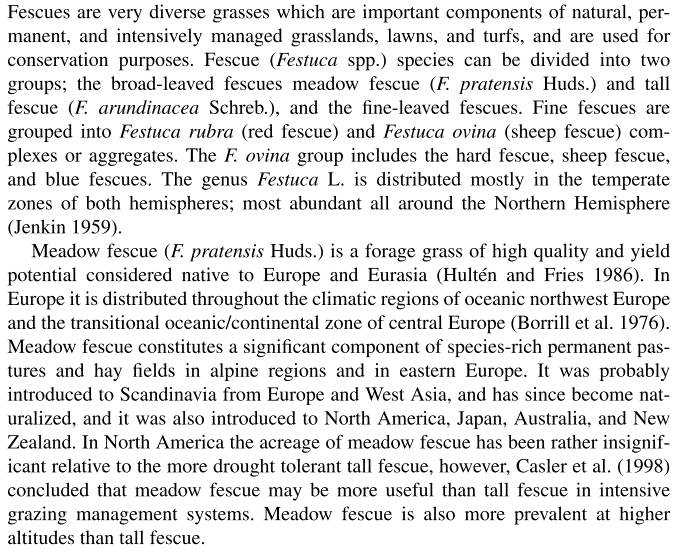 Fescues are very diverse grasses which are important components of natural, per-
manent, and intensively managed grasslands, lawns, and turfs, and are used for
conservation purposes. Fescue (Festuca spp.) species can be divided into two
groups; the broad-leaved fescues meadow fescue (F. pratensis Huds.) and tall
fescue (F. arundinacea Schreb.), and the fine-leaved fescues. Fine fescues are
grouped into Festuca rubra (red fescue) and Festuca ovina (sheep fescue) com-
plexes or aggregates. The F. ovina group includes the hard fescue, sheep fescue,
and blue fescues. The genus Festuca L. is distributed mostly in the temperate
zones of both hemispheres; most abundant all around the Northern Hemisphere
(Jenkin 1959).
Meadow fescue (F. pratensis Huds.) is a forage grass of high quality and yield
potential considered native to Europe and Eurasia (Hultén and Fries 1986). In
Europe it is distributed throughout the climatic regions of oceanic northwest Europe
and the transitional oceanic/continental zone of central Europe (Borrill et al. 1976).
Meadow fescue constitutes a significant component of species-rich permanent pas-
tures and hay fields in alpine regions and in eastern Europe. It was probably
introduced to Scandinavia from Europe and West Asia, and has since become nat-
uralized, and it was also introduced to North America, Japan, Australia, and New
Zealand. In North America the acreage of meadow fescue has been rather insignif-
icant relative to the more drought tolerant tall fescue, however, Casler et al. (1998)
concluded that meadow fescue may be more useful than tall fescue in intensive
grazing management systems. Meadow fescue is also more prevalent at higher
altitudes than tall fescue.